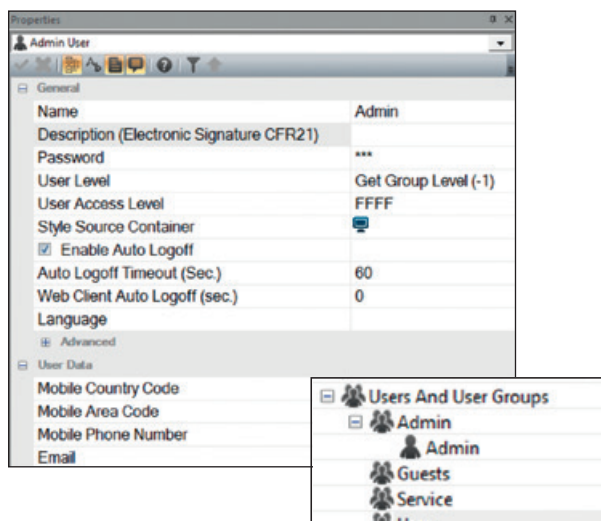 Properties
Admin User
General
Name Admin
Description (Electronic Signature CFR21)
Password ***
User Level Get Group Level (-1)
User Access Level FFFF
Style Source Container
Enable Auto Logoff
Auto Logoff Timeout (Sec.) 60
Web Client Auto Logoff (sec.) 0
Language
Advanced
User Data
Mobile Country Code
Mobile Area Code
Mobile Phone Number
Email
Users And User Groups
Admin
Admin
Guests
Service